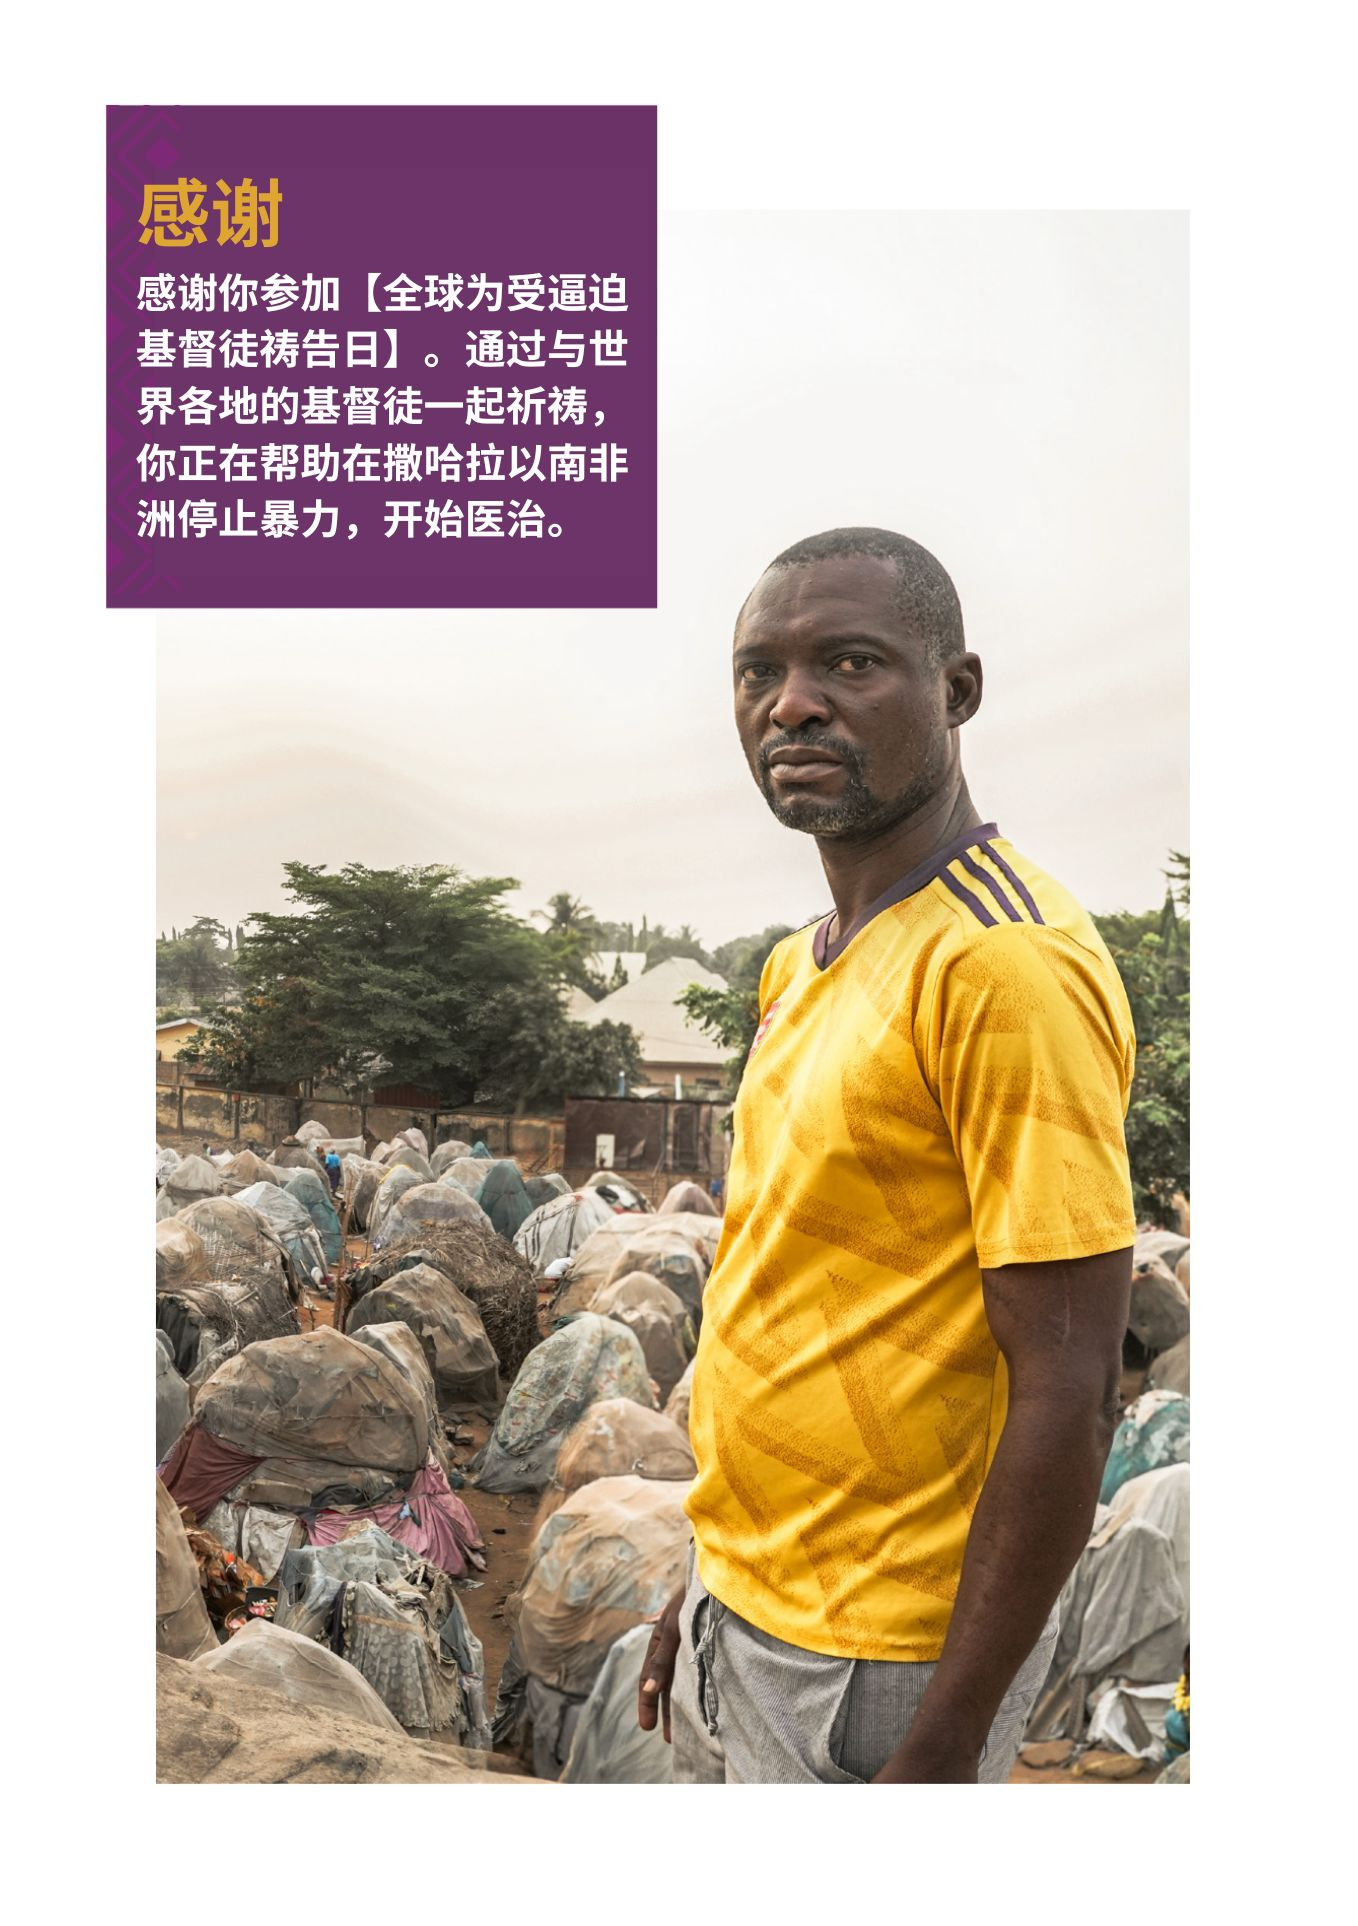 感谢
感谢你参加【全球为受逼迫
基督徒祷告日】。通过与世
界各地的基督徒一起祈祷，
你正在帮助在撒哈拉以南非
洲停止暴力，开始医治。